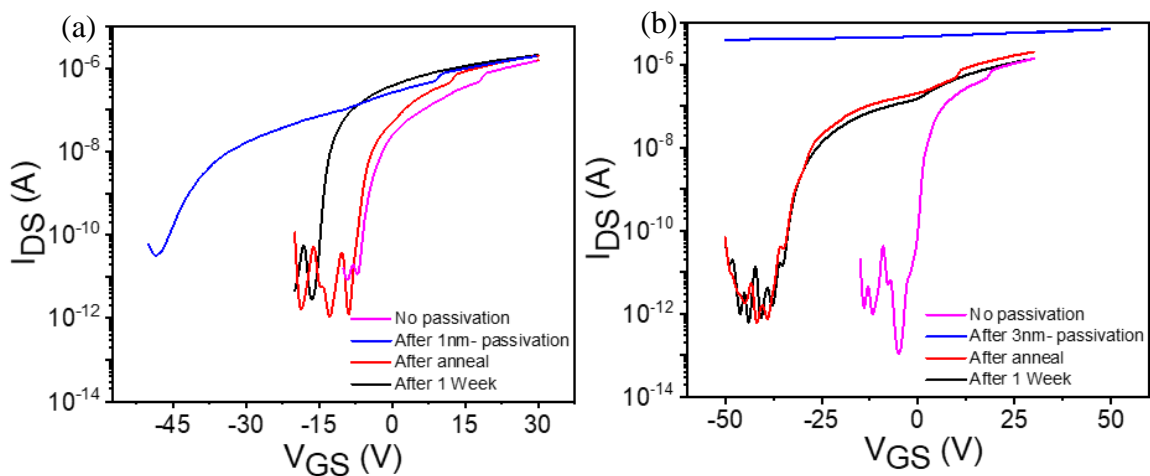 (a)
10-6
10-8
10-10
10-12
10-14
IDS (A)
No passivation
After 1nm- passivation
After anneal
After 1 Week
-45 -30 -15 0 15 30
VGS (V)
(b)
10-6
10-8
10-10
10-12
10-14
IDS (A)
No passivation
After 3nm- passivation
After anneal
After 1 Week
-50 -25 0 25 50
VGS (V)